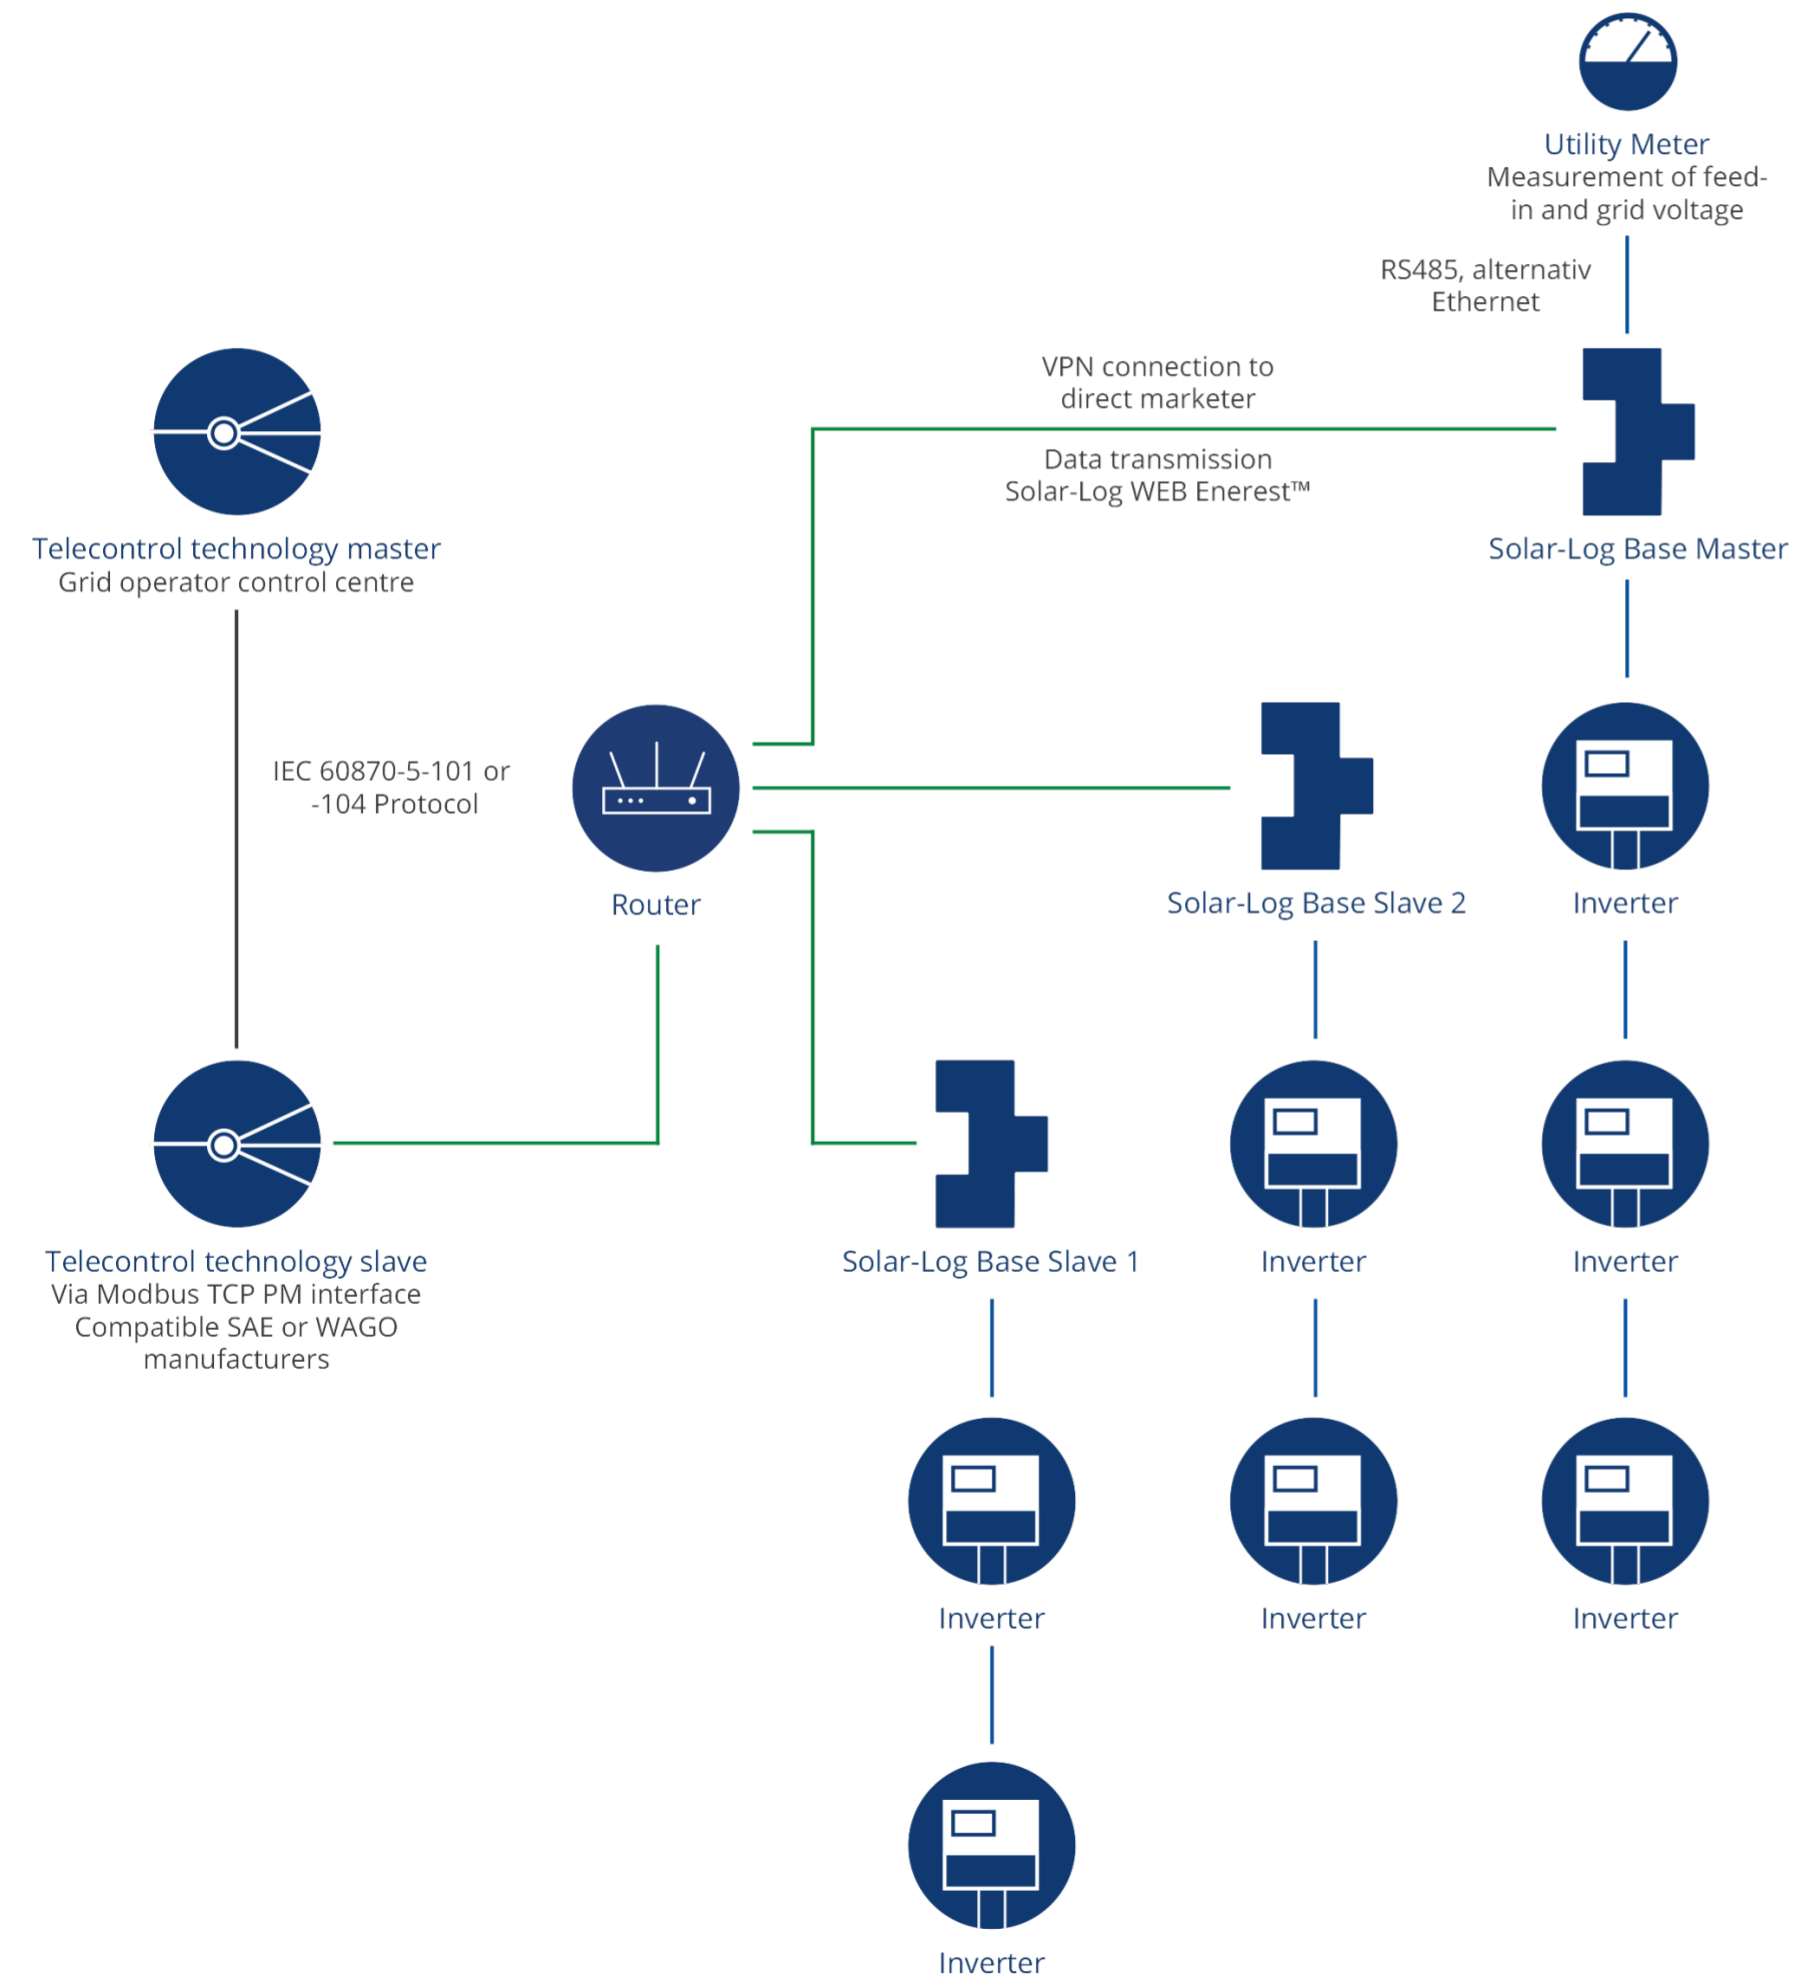 Utility Meter
Measurement of feed-
in and grid voltage
RS485, alternativ
Ethernet
VPN connection to
direct marketer
Data transmission
Solar-Log WEB Enerest™
Solar-Log Base Master
Telecontrol technology master
Grid operator control centre
IEC 60870-5-101 or
-104 Protocol
Router
Solar-Log Base Slave 2
Inverter
Telecontrol technology slave
Via Modbus TCP PM interface
Compatible SAE or WAGO
manufacturers
Solar-Log Base Slave 1
Inverter
Inverter
Inverter
Inverter
Inverter
Inverter